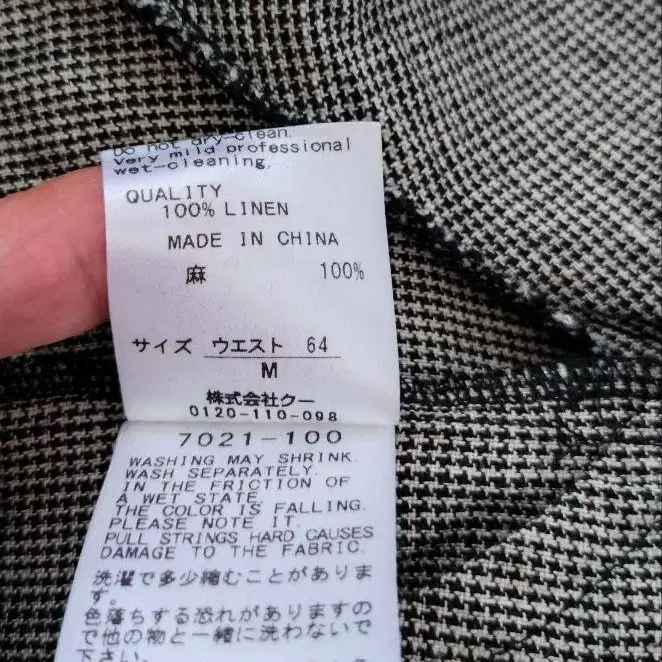 Do not dry-clean.
Very mild professional
wet-cleaning.
QUALITY
100% LINEN
MADE IN CHINA
麻 100%
サイズ ウエスト 64
M
株式会社クー
0120-110-098
7021-100
WASHING MAY SHRINK.
WASH SEPARATELY.
IN THE FRICTION OF
A WET STATE
THE COLOR IS FALLING.
PLEASE NOTE IT.
PULL STRINGS HARD CAUSES
DAMAGE TO THE FABRIC.
洗濯で多少縮むことがありま
す。
色落ちする恐れがありますの
で他の物と一緒に洗わないで
下さい。